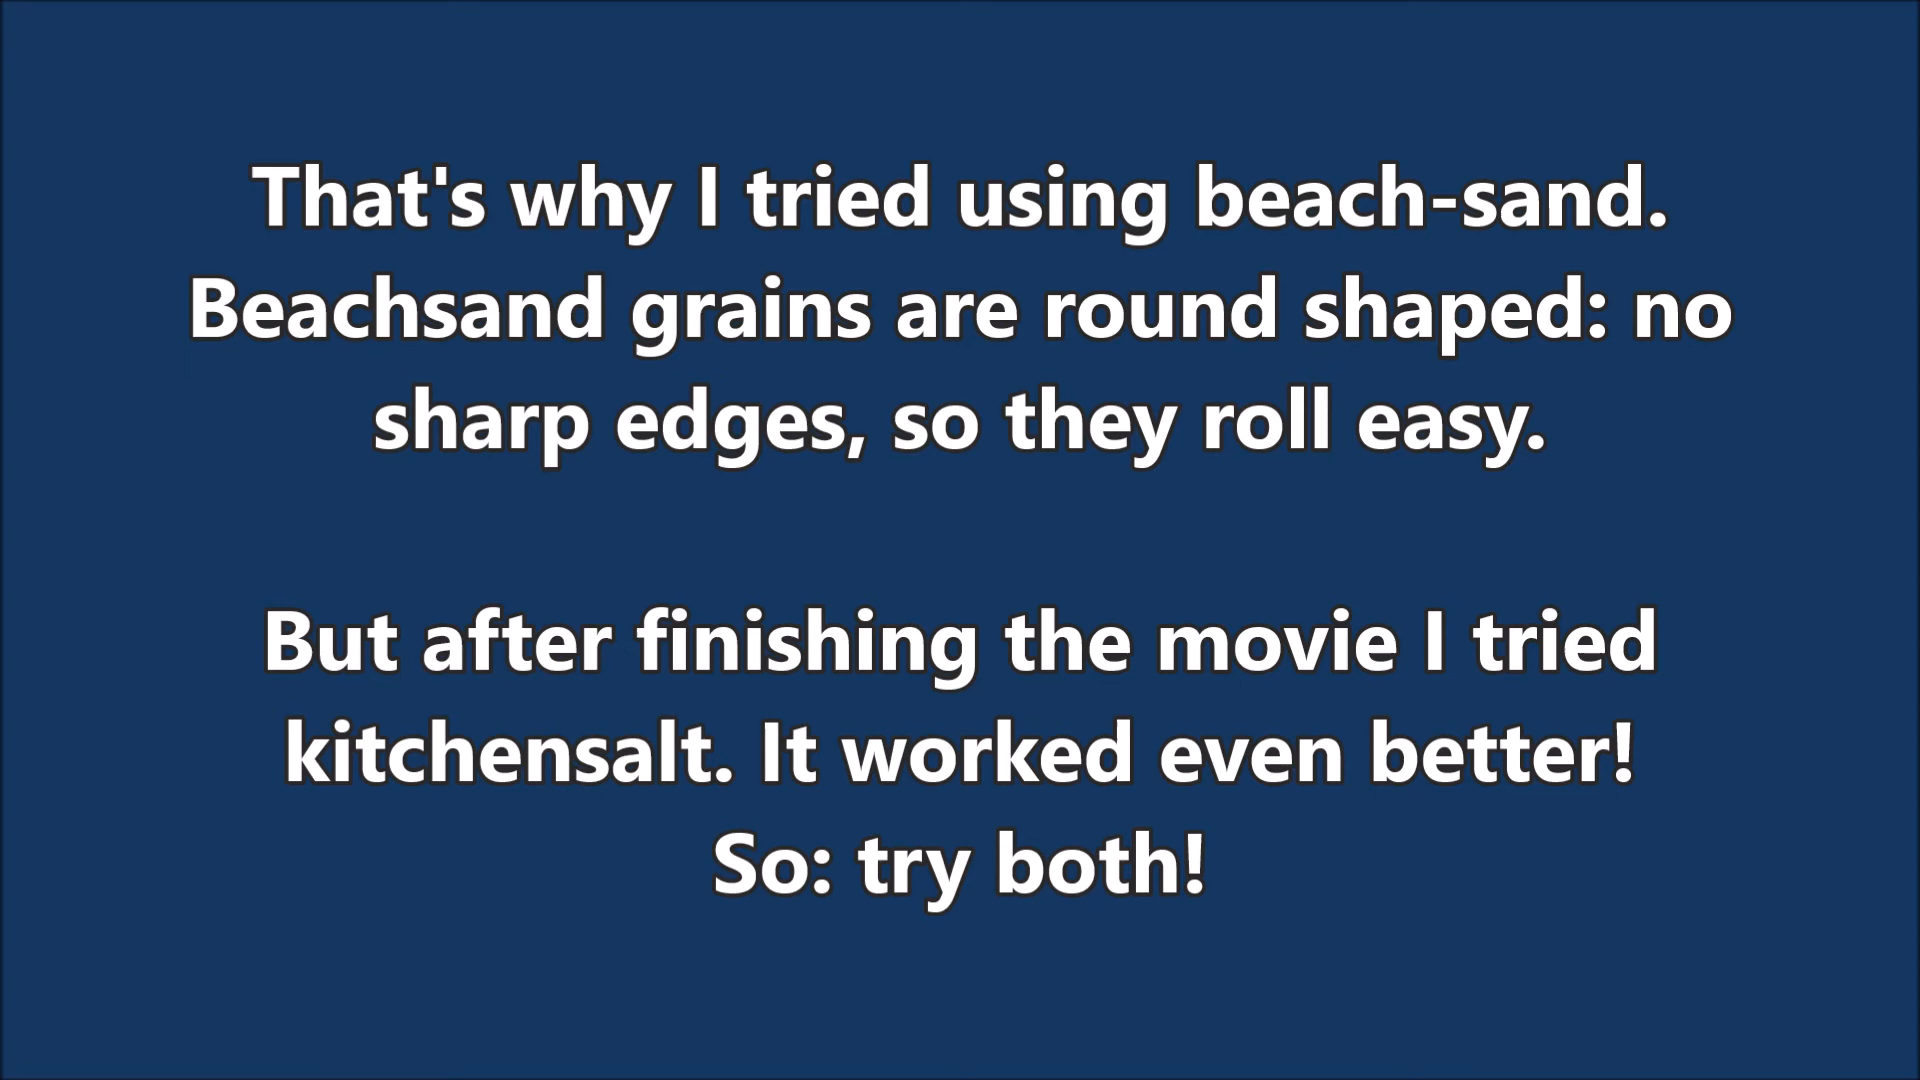 That's why I tried using beach-sand.
Beachsand grains are round shaped: no
sharp edges, so they roll easy.
But after finishing the movie I tried
kitchensalt. It worked even better!
So: try both!